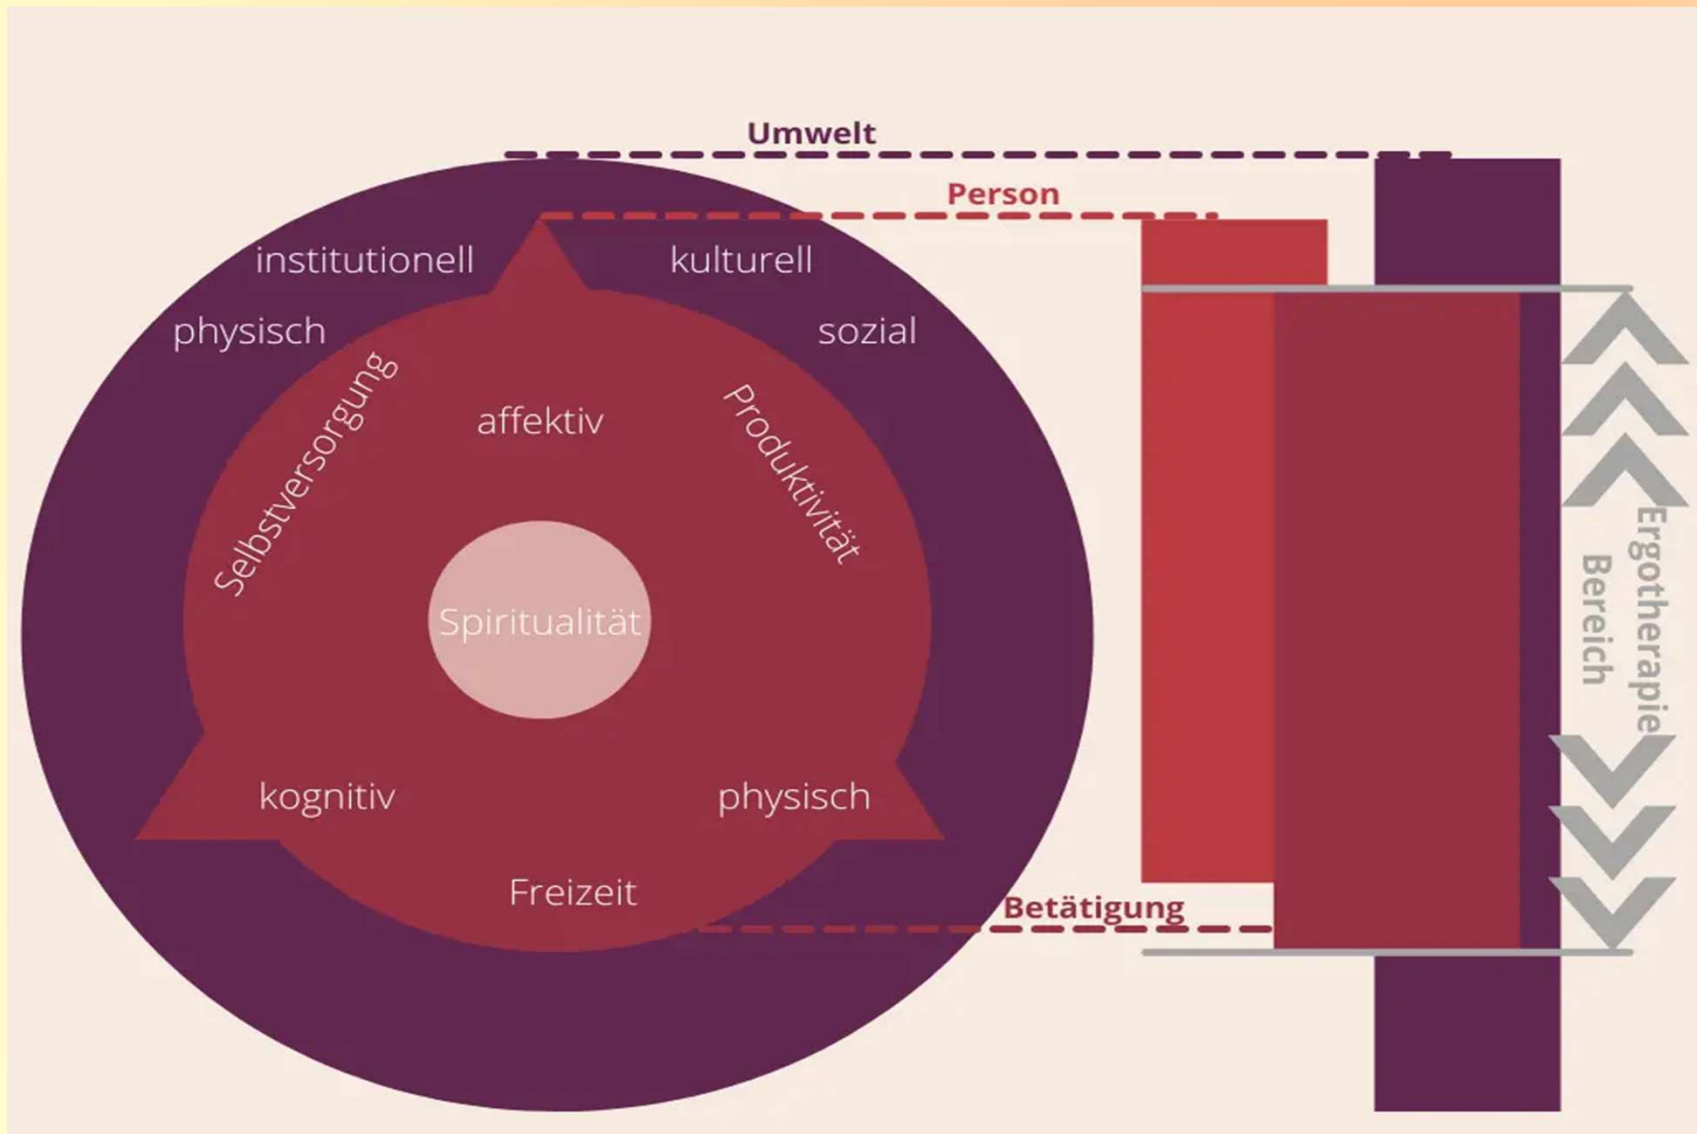 Umwelt
Person
institutionell
kulturell
physisch
sozial
Selbstversorgung
affektiv
Produktivität
Spiritualität
kognitiv
physisch
Freizeit
Betätigung
Ergotherapie
Bereich